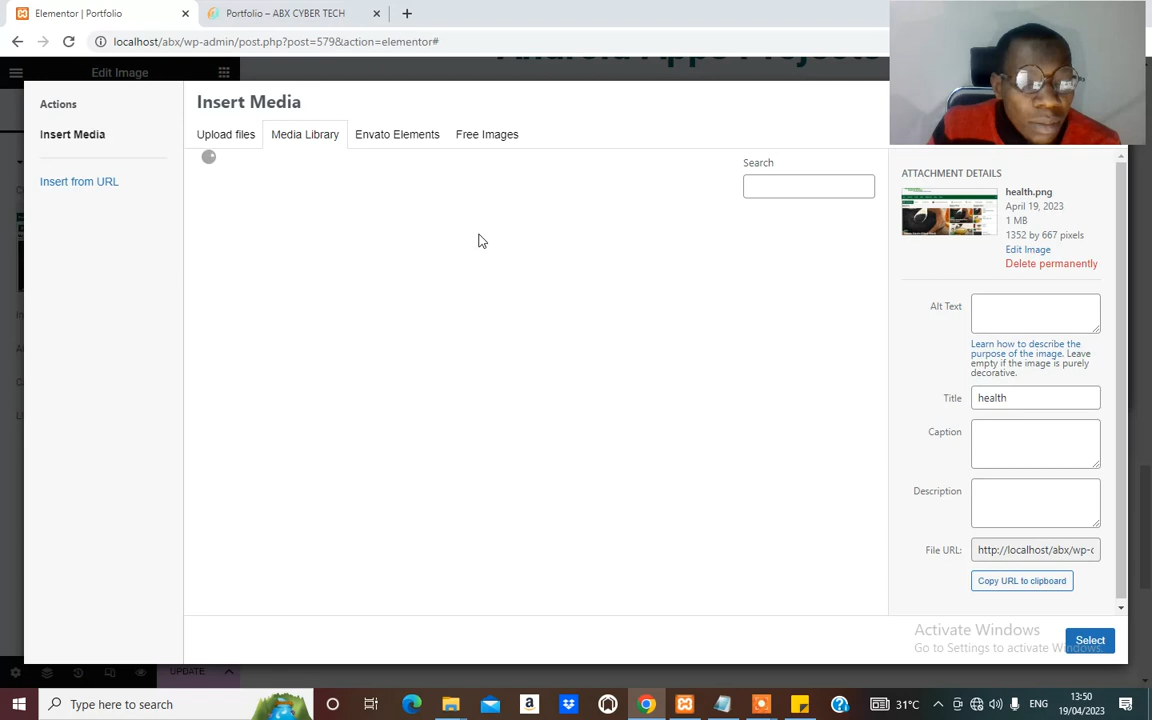 Elementor | Portfolio
Portfolio – ABX CYBER TECH
localhost/abx/wp-admin/post.php?post=579&action=elementor#
Edit Image
Android Apps Projects
Actions
Insert Media
Insert from URL
Insert Media
Upload files
Media Library
Envato Elements
Free Images
Search
ATTACHMENT DETAILS
health.png
April 19, 2023
1 MB
1352 by 667 pixels
Edit Image
Delete permanently
Alt Text
Learn how to describe the
purpose of the image. Leave
empty if the image is purely
decorative.
Title
health
Caption
Description
File URL:
http://localhost/abx/wp-c
Copy URL to clipboard
Activate Windows
Go to Settings to activate Windows.
Select
UPDATE
Type here to search
31°C
ENG
13:50
19/04/2023